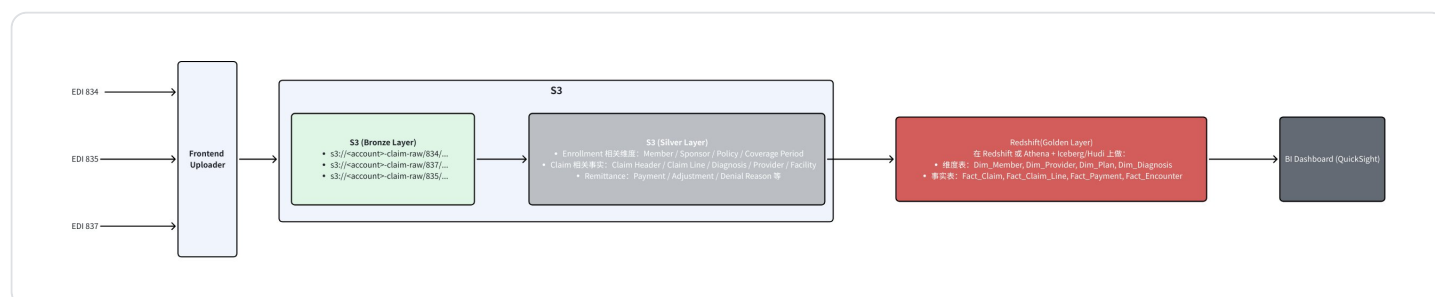 EDI 834
EDI 835
EDI 837
Frontend
Uploader
S3
S3 (Bronze Layer)
• s3://<account>-claim-raw/834/...
• s3://<account>-claim-raw/837/...
• s3://<account>-claim-raw/835/...
S3 (Silver Layer)
• Enrollment 相关维度：Member / Sponsor / Policy / Coverage Period
• Claim 相关事实：Claim Header / Claim Line / Diagnosis / Provider / Facility
• Remittance：Payment / Adjustment / Denial Reason 等
Redshift(Golden Layer)
在 Redshift 或 Athena + Iceberg/Hudi 上做：
• 维度表：Dim_Member, Dim_Provider, Dim_Plan, Dim_Diagnosis
• 事实表：Fact_Claim, Fact_Claim_Line, Fact_Payment, Fact_Encounter
BI Dashboard (QuickSight)